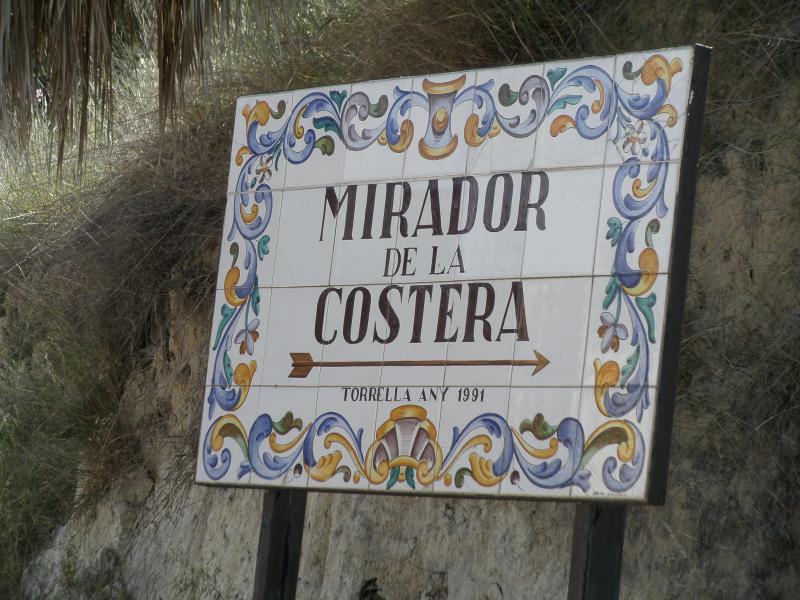 MIRADOR
DE LA
COSTERA
TORRELLA ANY 1991